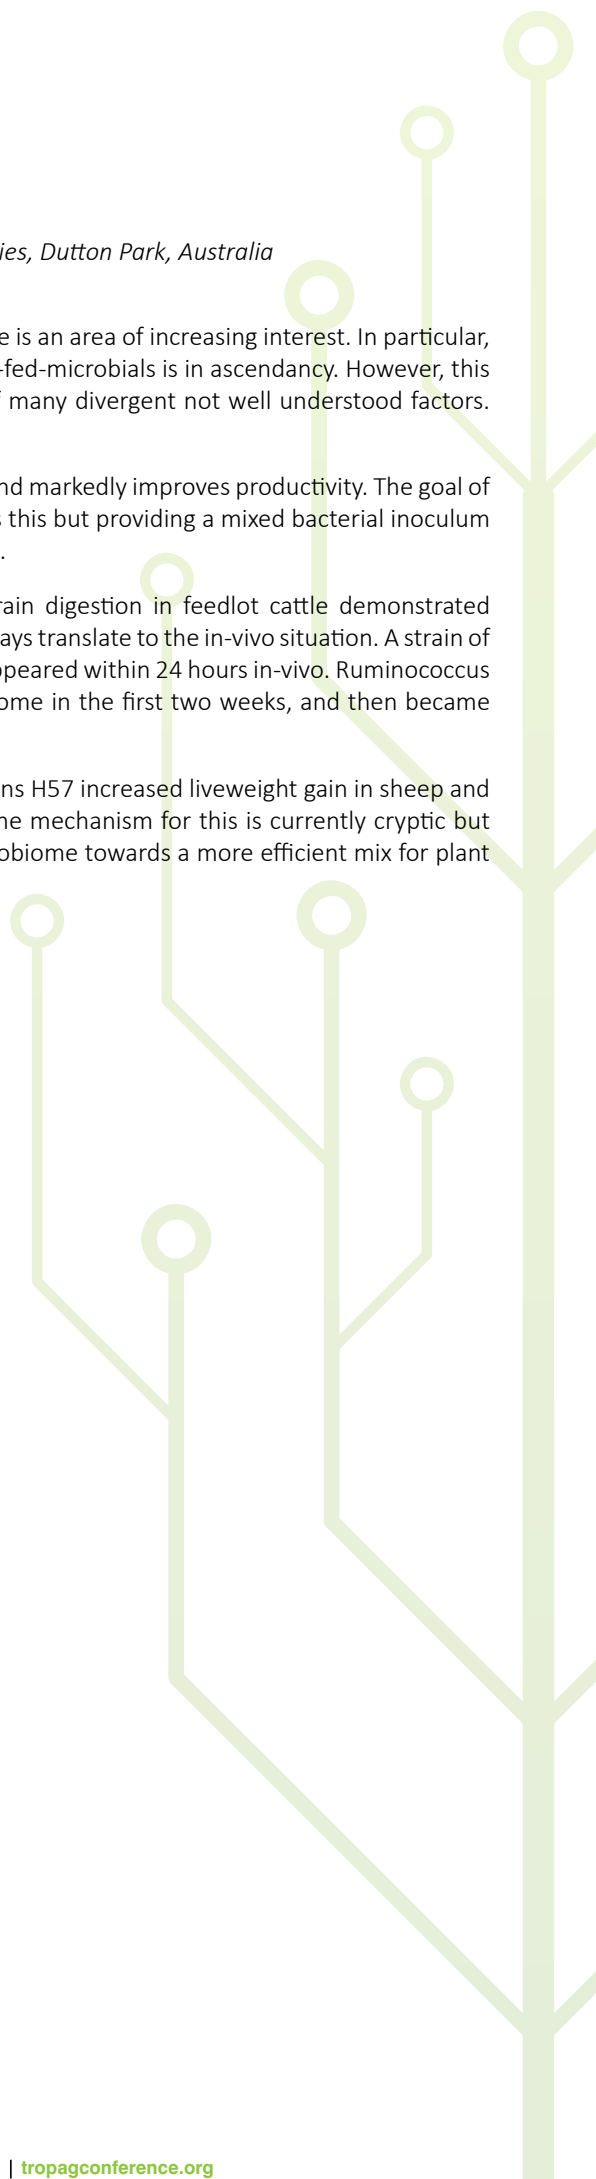 ies, Dutton Park, Australia
e is an area of increasing interest. In particular,
-fed-microbials is in ascendancy. However, this
f many divergent not well understood factors.
nd markedly improves productivity. The goal of
s this but providing a mixed bacterial inoculum
.
rain digestion in feedlot cattle demonstrated
ays translate to the in-vivo situation. A strain of
ppeared within 24 hours in-vivo. Ruminococcus
ome in the first two weeks, and then became
ns H57 increased liveweight gain in sheep and
he mechanism for this is currently cryptic but
obiome towards a more efficient mix for plant
| tropagconference.org